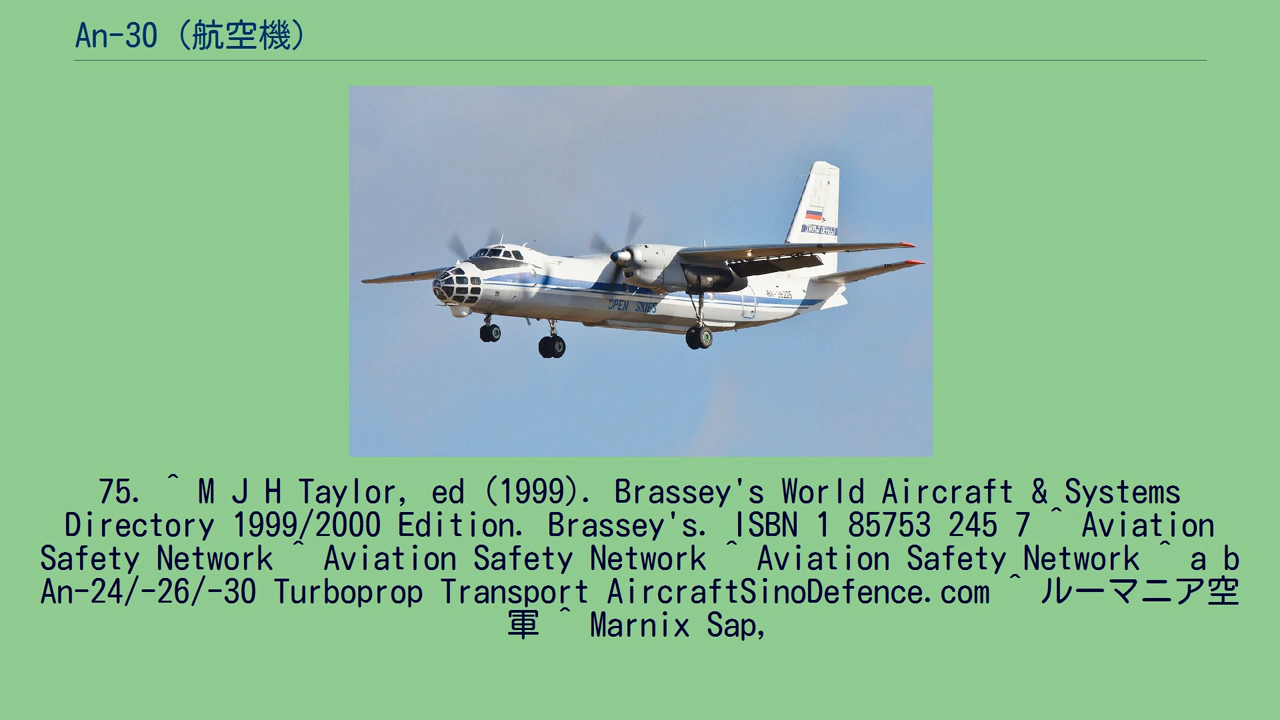 An-30 (航空機)
OPEN SKIES
75. ^ M J H Taylor, ed (1999). Brassey's World Aircraft & Systems
Directory 1999/2000 Edition. Brassey's. ISBN 1 85753 245 7 ^ Aviation
Safety Network ^ Aviation Safety Network ^ Aviation Safety Network ^ a b
An-24/-26/-30 Turboprop Transport AircraftSinoDefence.com ^ ルーマニア空
軍 ^ Marnix Sap,